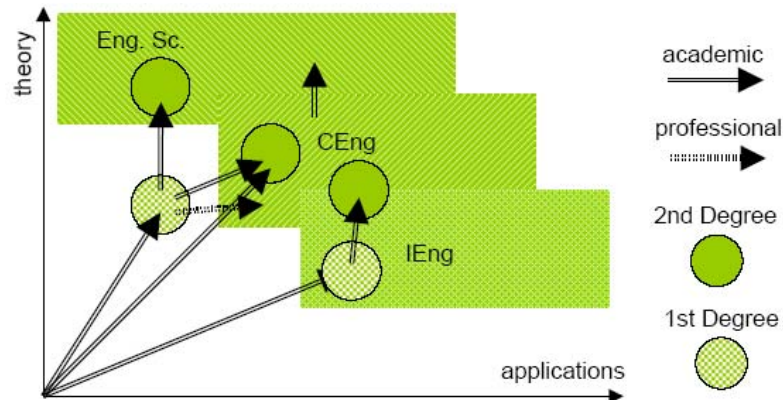 theory
Eng. Sc.
CEng
IEng
applications
academic
professional
2nd Degree
1st Degree